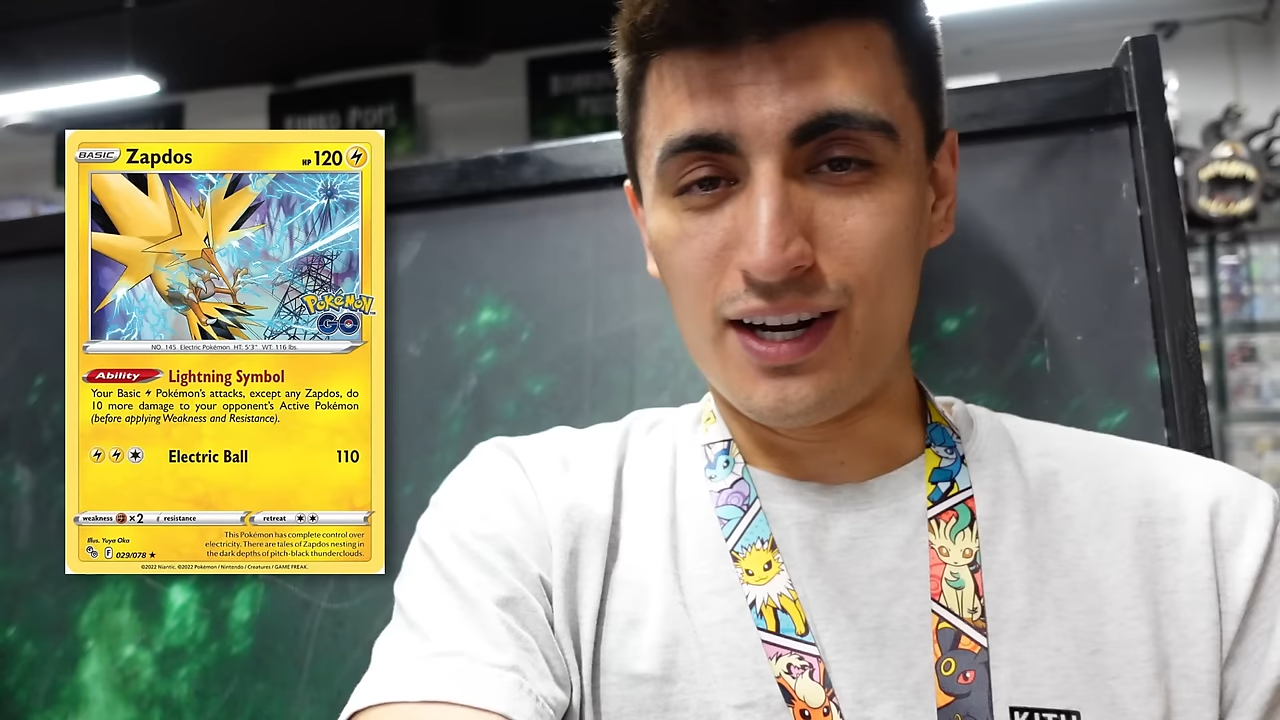 BASIC Zapdos HP 120
POKÉMON
GO
NO. 145 Electric Pokémon HT: 5'3" WT: 116 lbs.
Ability Lightning Symbol
Your Basic Pokémon's attacks, except any Zapdos, do
10 more damage to your opponent's Active Pokémon
(before applying Weakness and Resistance).
Electric Ball 110
weakness ×2 resistance retreat
Illus. Yuya Oka
F 029/078 ★
This Pokémon has complete control over
electricity. There are tales of Zapdos nesting in
the dark depths of pitch-black thunderclouds.
©2022 Niantic. ©2022 Pokémon / Nintendo / Creatures / GAME FREAK.
FUNKO POPS
KITH